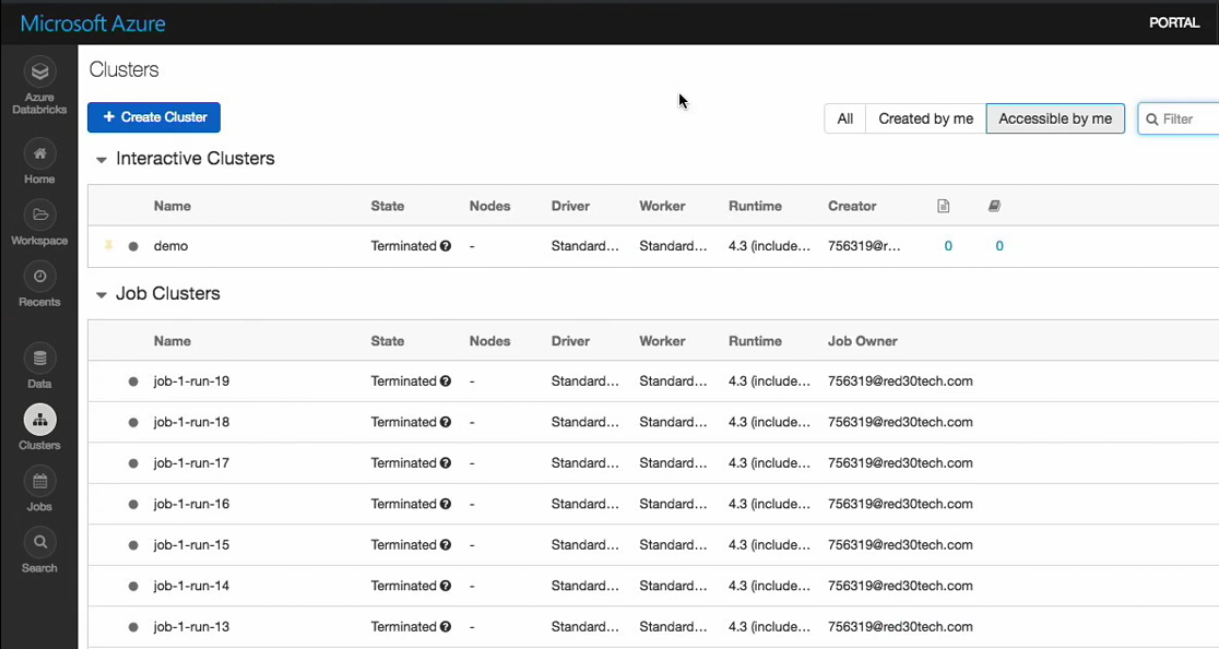 Microsoft Azure
PORTAL
Azure
Databricks
Home
Workspace
Recents
Data
Clusters
Jobs
Search
Clusters
+ Create Cluster
All Created by me Accessible by me Filter
Interactive Clusters
Name State Nodes Driver Worker Runtime Creator
demo Terminated ? - Standard... Standard... 4.3 (include... 756319@r... 0 0
Job Clusters
Name State Nodes Driver Worker Runtime Job Owner
job-1-run-19 Terminated ? - Standard... Standard... 4.3 (include... 756319@red30tech.com
job-1-run-18 Terminated ? - Standard... Standard... 4.3 (include... 756319@red30tech.com
job-1-run-17 Terminated ? - Standard... Standard... 4.3 (include... 756319@red30tech.com
job-1-run-16 Terminated ? - Standard... Standard... 4.3 (include... 756319@red30tech.com
job-1-run-15 Terminated ? - Standard... Standard... 4.3 (include... 756319@red30tech.com
job-1-run-14 Terminated ? - Standard... Standard... 4.3 (include... 756319@red30tech.com
job-1-run-13 Terminated ? - Standard... Standard... 4.3 (include... 756319@red30tech.com